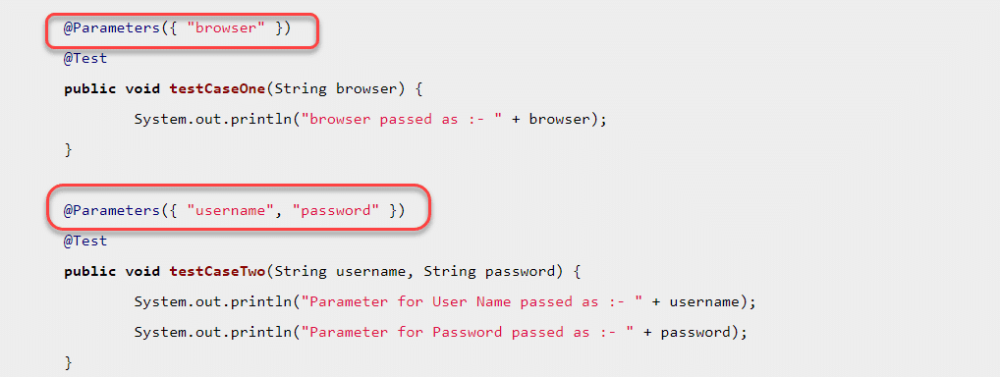 @Parameters({ "browser" })
@Test
public void testCaseOne(String browser) {
System.out.println("browser passed as :- " + browser);
}
@Parameters({ "username", "password" })
@Test
public void testCaseTwo(String username, String password) {
System.out.println("Parameter for User Name passed as :- " + username);
System.out.println("Parameter for Password passed as :- " + password);
}